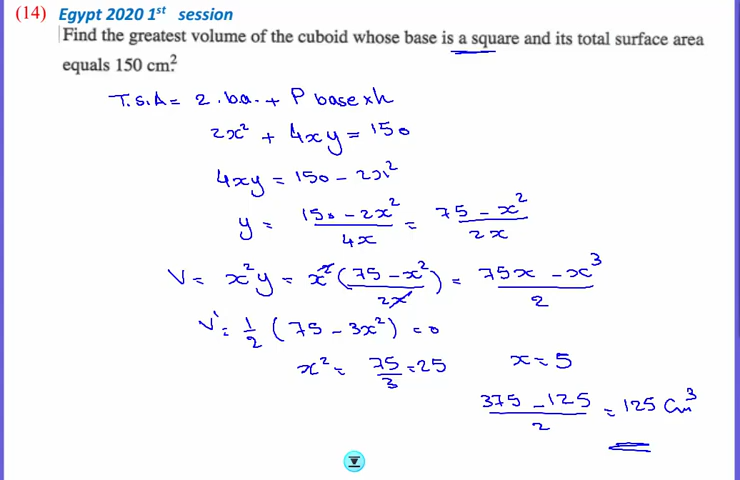 (14) Egypt 2020 1st session
Find the greatest volume of the cuboid whose base is a square and its total surface area
equals 150 cm².
T.S.A = 2.ba. + P base × h
2x² + 4xy = 150
4xy = 150 - 2x²
y = (150 - 2x²)/(4x) = (75 - x²)/(2x)
V = x²y = x² ((75 - x²)/(2x)) = (75x - x³)/2
V' = 1/2 (75 - 3x²) = 0
x² = 75/3 = 25 x = 5
(375 - 125)/2 = 125 cm³